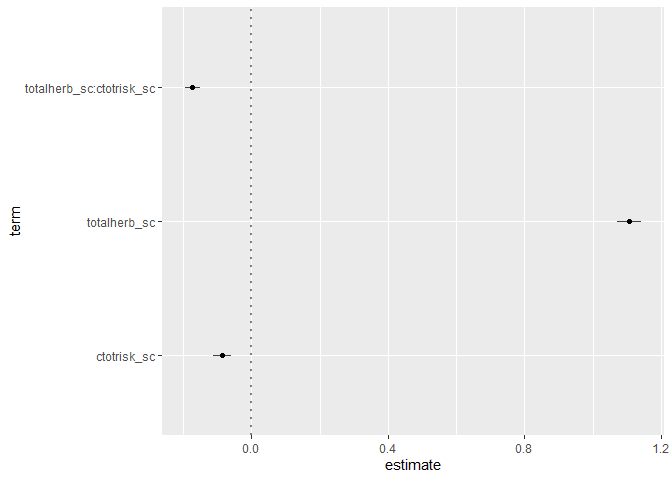 totalherb_sc:ctotrisk_sc
totalherb_sc
ctotrisk_sc
term
0.0 0.4 0.8 1.2
estimate